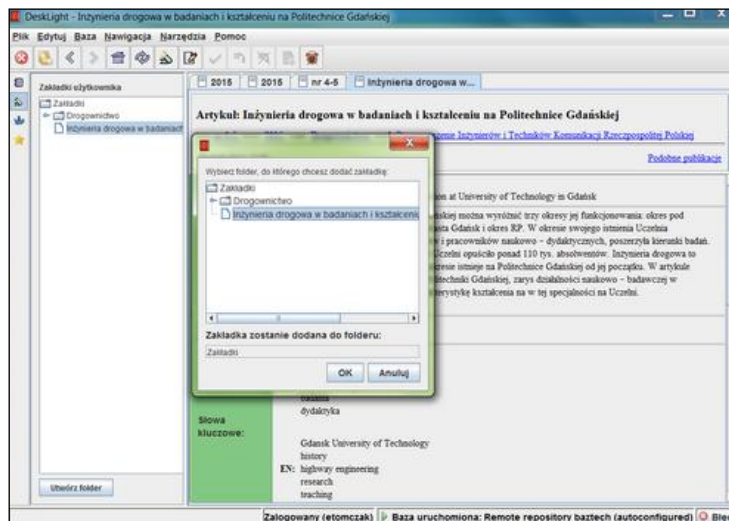 DeskLight - Inżynieria drogowa w badaniach i kształceniu na Politechnice Gdańskiej
Plik Edytuj Baza Nawigacja Narzędzia Pomoc
Zakładki użytkownika
Zakładki
Drogownictwo
Inżynieria drogowa w badaniach
2015
2015
nr 4-5
Inżynieria drogowa w...
Artykuł: Inżynieria drogowa w badaniach i kształceniu na Politechnice Gdańskiej
Inżynierów i Techników Komunikacji Rzeczpospolitej Polskiej
Podobne publikacje
Wybierz folder, do którego chcesz dodać zakładkę:
Zakładki
Drogownictwo
Inżynieria drogowa w badaniach i kształceniu
Zakładka zostanie dodana do folderu:
Zakładki
OK Anuluj
at University of Technology in Gdańsk
można wyróżnić trzy okresy jej funkcjonowania: okres pod
Gdańsk i okres RP. W okresie swojego istnienia Uczelnia
i pracowników naukowo - dydaktycznych, poszerzyła kierunki badań.
Uczelni opuściło ponad 110 tys. absolwentów. Inżynieria drogowa to
istnieje na Politechnice Gdańskiej od jej początku. W artykule
Gdańskiej, zarys działalności naukowo - badawczej w
kształcenia na w tej specjalności na Uczelni.
dydaktyka
Słowa kluczowe:
Gdansk University of Technology
history
EN: highway engineering
research
teaching
Utwórz folder
Zalogowany (etomczak) Baza uruchomiona: Remote repository baztech (autoconfigured)